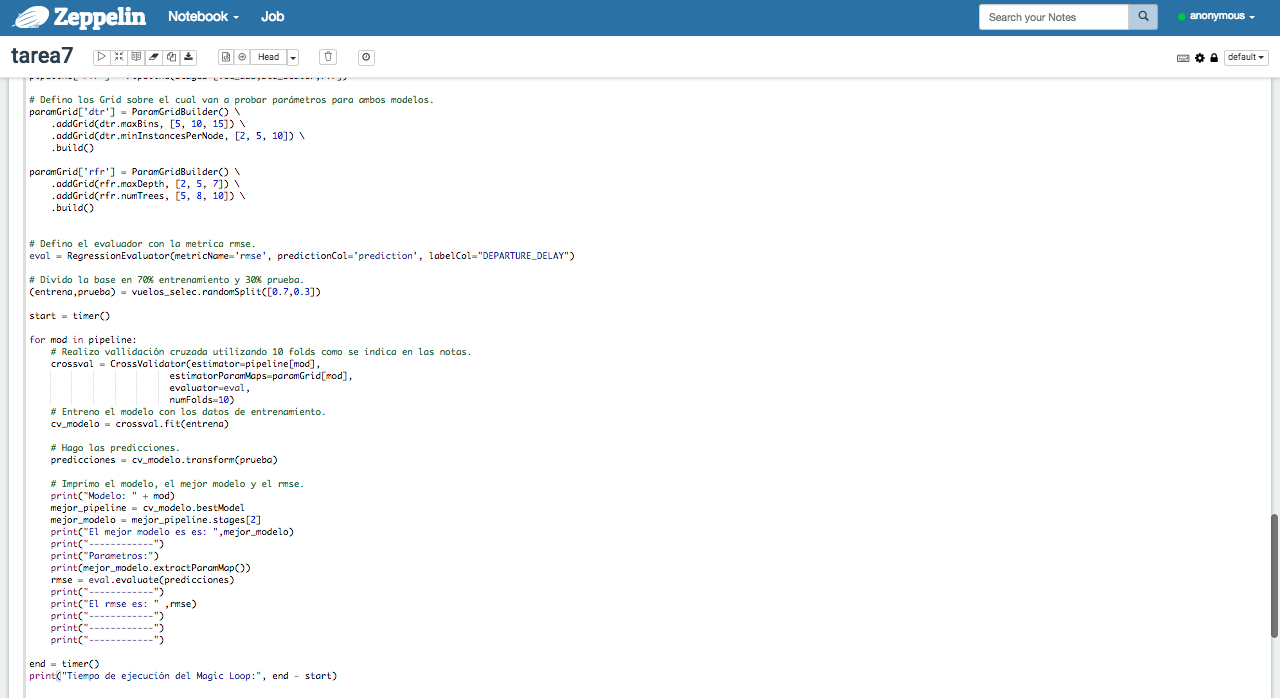 Zeppelin
Notebook
Job
Search your Notes
anonymous
tarea7
Head
default
# Defino los Grid sobre el cual van a probar parámetros para ambos modelos.
paramGrid['dtr'] = ParamGridBuilder() \
.addGrid(dtr.maxBins, [5, 10, 15]) \
.addGrid(dtr.minInstancesPerNode, [2, 5, 10]) \
.build()
paramGrid['rfr'] = ParamGridBuilder() \
.addGrid(rfr.maxDepth, [2, 5, 7]) \
.addGrid(rfr.numTrees, [5, 8, 10]) \
.build()
# Defino el evaluador con la metrica rmse.
eval = RegressionEvaluator(metricName='rmse', predictionCol='prediction', labelCol="DEPARTURE_DELAY")
# Divido la base en 70% entrenamiento y 30% prueba.
(entrena,prueba) = vuelos_selec.randomSplit([0.7,0.3])
start = timer()
for mod in pipeline:
# Realizo vallidación cruzada utilizando 10 folds como se indica en las notas.
crossval = CrossValidator(estimator=pipeline[mod],
estimatorParamMaps=paramGrid[mod],
evaluator=eval,
numFolds=10)
# Entreno el modelo con los datos de entrenamiento.
cv_modelo = crossval.fit(entrena)
# Hago las predicciones.
predicciones = cv_modelo.transform(prueba)
# Imprimo el modelo, el mejor modelo y el rmse.
print("Modelo: " + mod)
mejor_pipeline = cv_modelo.bestModel
mejor_modelo = mejor_pipeline.stages[2]
print("El mejor modelo es es: ",mejor_modelo)
print("------------")
print("Parametros:")
print(mejor_modelo.extractParamMap())
rmse = eval.evaluate(predicciones)
print("------------")
print("El rmse es: " ,rmse)
print("------------")
print("------------")
print("------------")
end = timer()
print("Tiempo de ejecución del Magic Loop:", end - start)